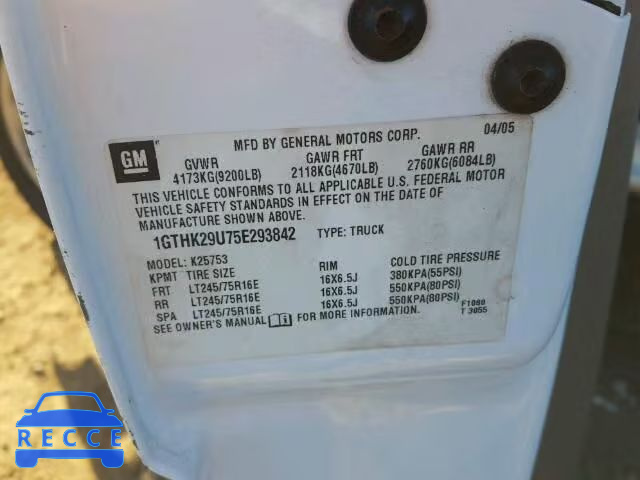 MFD BY GENERAL MOTORS CORP. 04/05
GM
GVWR GAWR FRT GAWR RR
4173KG(9200LB) 2118KG(4670LB) 2760KG(6084LB)
THIS VEHICLE CONFORMS TO ALL APPLICABLE U.S. FEDERAL MOTOR
VEHICLE SAFETY STANDARDS IN EFFECT ON THE DATE OF
MANUFACTURE SHOWN ABOVE.
1GTHK29U75E293842 TYPE: TRUCK
MODEL: K25753
KPMT TIRE SIZE RIM COLD TIRE PRESSURE
FRT LT245/75R16E 16X6.5J 380KPA(55PSI)
RR LT245/75R16E 16X6.5J 550KPA(80PSI)
SPA LT245/75R16E 16X6.5J 550KPA(80PSI)
SEE OWNER'S MANUAL FOR MORE INFORMATION.
F1080
T 3055
RECCE